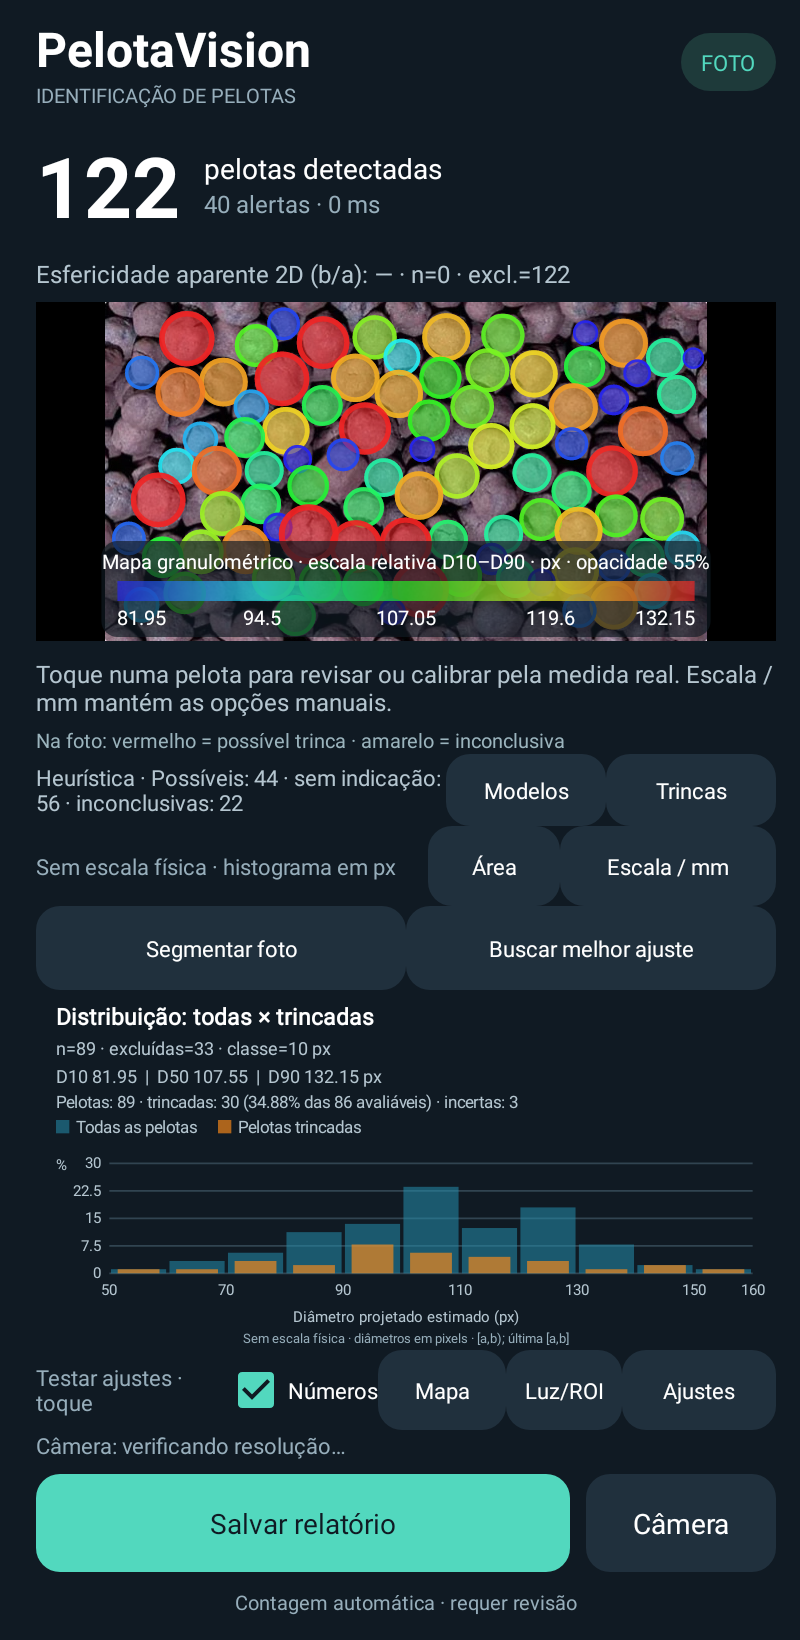 PelotaVision
FOTO
IDENTIFICAÇÃO DE PELOTAS
122
pelotas detectadas
40 alertas · 0 ms
Esfericidade aparente 2D (b/a): — · n=0 · excl.=122
Mapa granulométrico · escala relativa D10–D90 · px · opacidade 55%
81.95 94.5 107.05 119.6 132.15
Toque numa pelota para revisar ou calibrar pela medida real. Escala /
mm mantém as opções manuais.
Na foto: vermelho = possível trinca · amarelo = inconclusiva
Heurística · Possíveis: 44 · sem indicação:
56 · inconclusivas: 22
Modelos
Trincas
Sem escala física · histograma em px
Área
Escala / mm
Segmentar foto
Buscar melhor ajuste
Distribuição: todas × trincadas
n=89 · excluídas=33 · classe=10 px
D10 81.95 | D50 107.55 | D90 132.15 px
Pelotas: 89 · trincadas: 30 (34.88% das 86 avaliáveis) · incertas: 3
Todas as pelotas
Pelotas trincadas
%
30
22.5
15
7.5
0
50 70 90 110 130 150 160
Diâmetro projetado estimado (px)
Sem escala física · diâmetros em pixels · [a,b); última [a,b]
Testar ajustes ·
toque
Números
Mapa
Luz/ROI
Ajustes
Câmera: verificando resolução…
Salvar relatório
Câmera
Contagem automática · requer revisão